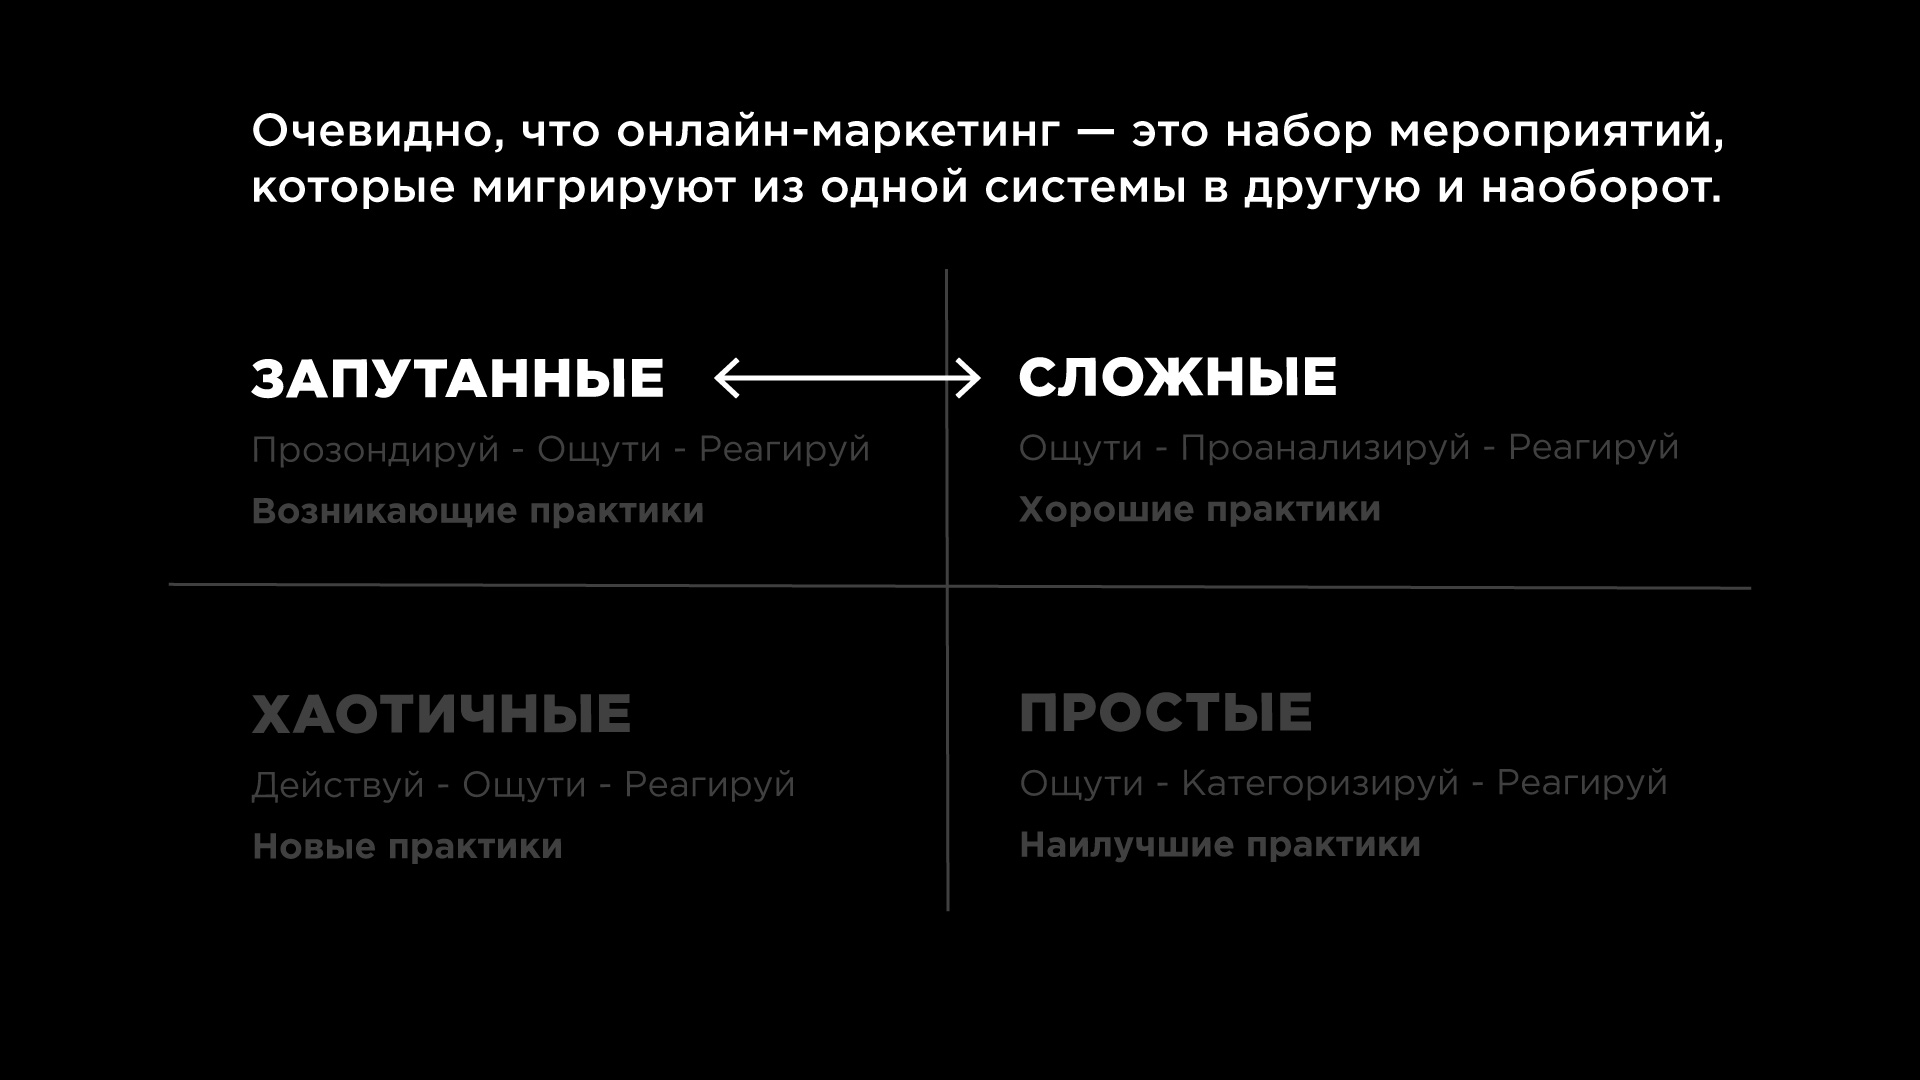 Очевидно, что онлайн-маркетинг — это набор мероприятий,
которые мигрируют из одной системы в другую и наоборот.
ЗАПУТАННЫЕ
Прозондируй - Ощути - Реагируй
Возникающие практики
СЛОЖНЫЕ
Ощути - Проанализируй - Реагируй
Хорошие практики
ХАОТИЧНЫЕ
Действуй - Ощути - Реагируй
Новые практики
ПРОСТЫЕ
Ощути - Категоризируй - Реагируй
Наилучшие практики